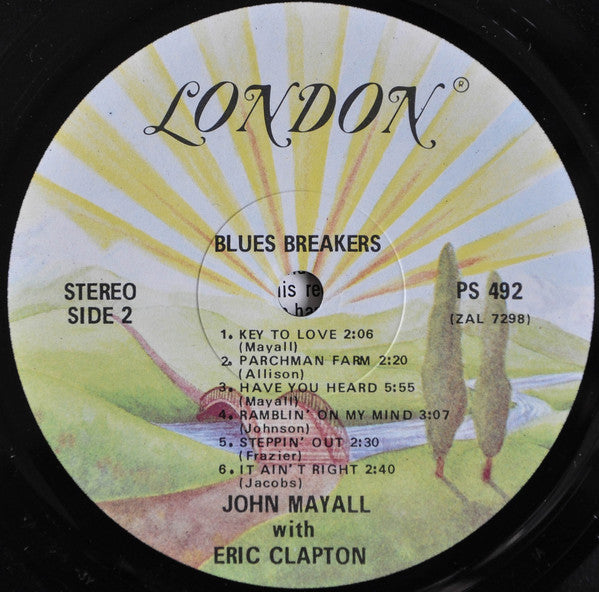 LONDON®
BLUES BREAKERS
STEREO
SIDE 2
PS 492
(ZAL 7298)
is re
1. KEY TO LOVE 2:06
(Mayall)
2. PARCHMAN FARM 2:20
(Allison)
3. HAVE YOU HEARD 5:55
(Mayall)
4. RAMBLIN' ON MY MIND 3:07
(Johnson)
5. STEPPIN' OUT 2:30
(Frazier)
6. IT AIN'T RIGHT 2:40
(Jacobs)
JOHN MAYALL
with
ERIC CLAPTON